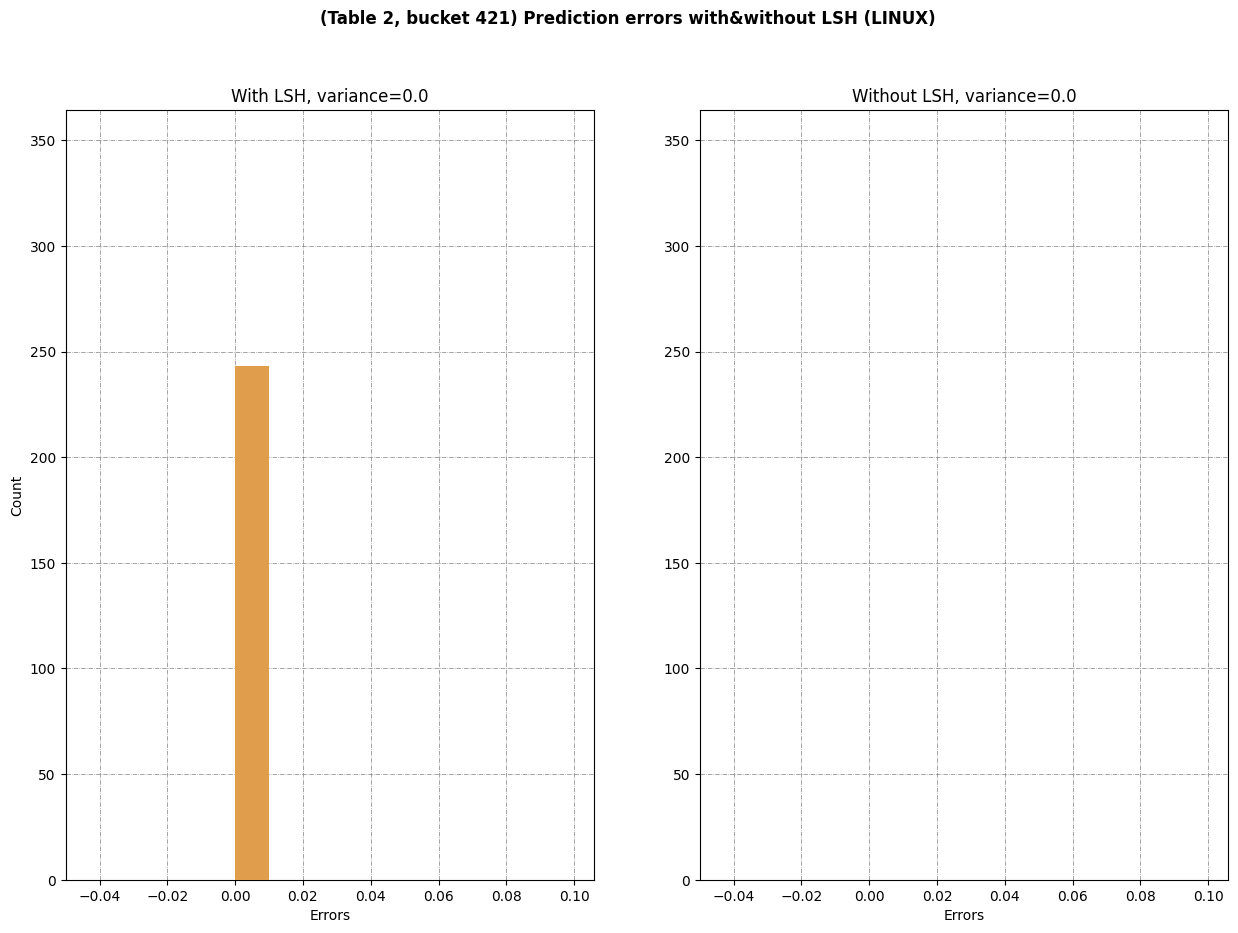 (Table 2, bucket 421) Prediction errors with&without LSH (LINUX)
With LSH, variance=0.0
350
300
250
200
150
100
50
0
Count
−0.04 −0.02 0.00 0.02 0.04 0.06 0.08 0.10
Errors
Without LSH, variance=0.0
350
300
250
200
150
100
50
0
−0.04 −0.02 0.00 0.02 0.04 0.06 0.08 0.10
Errors